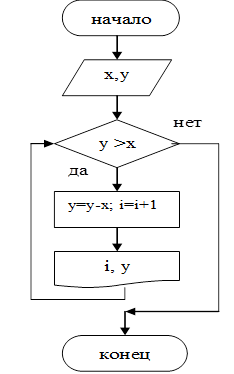 начало
x,y
y >x
нет
да
y=y-x; i=i+1
i, y
конец